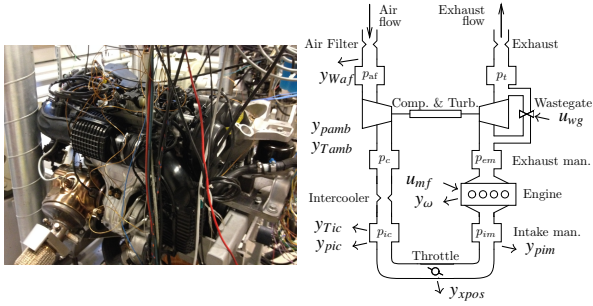 Air
flow
Exhaust
flow
Air Filter
Exhaust
p_af
p_t
y_Waf
Comp. & Turb.
Wastegate
u_wg
y_pamb
y_Tamb
p_c
p_em
Exhaust man.
u_mf
Engine
Intercooler
y_ω
y_Tic
p_ic
p_im
Intake man.
y_pic
y_pim
Throttle
y_xpos